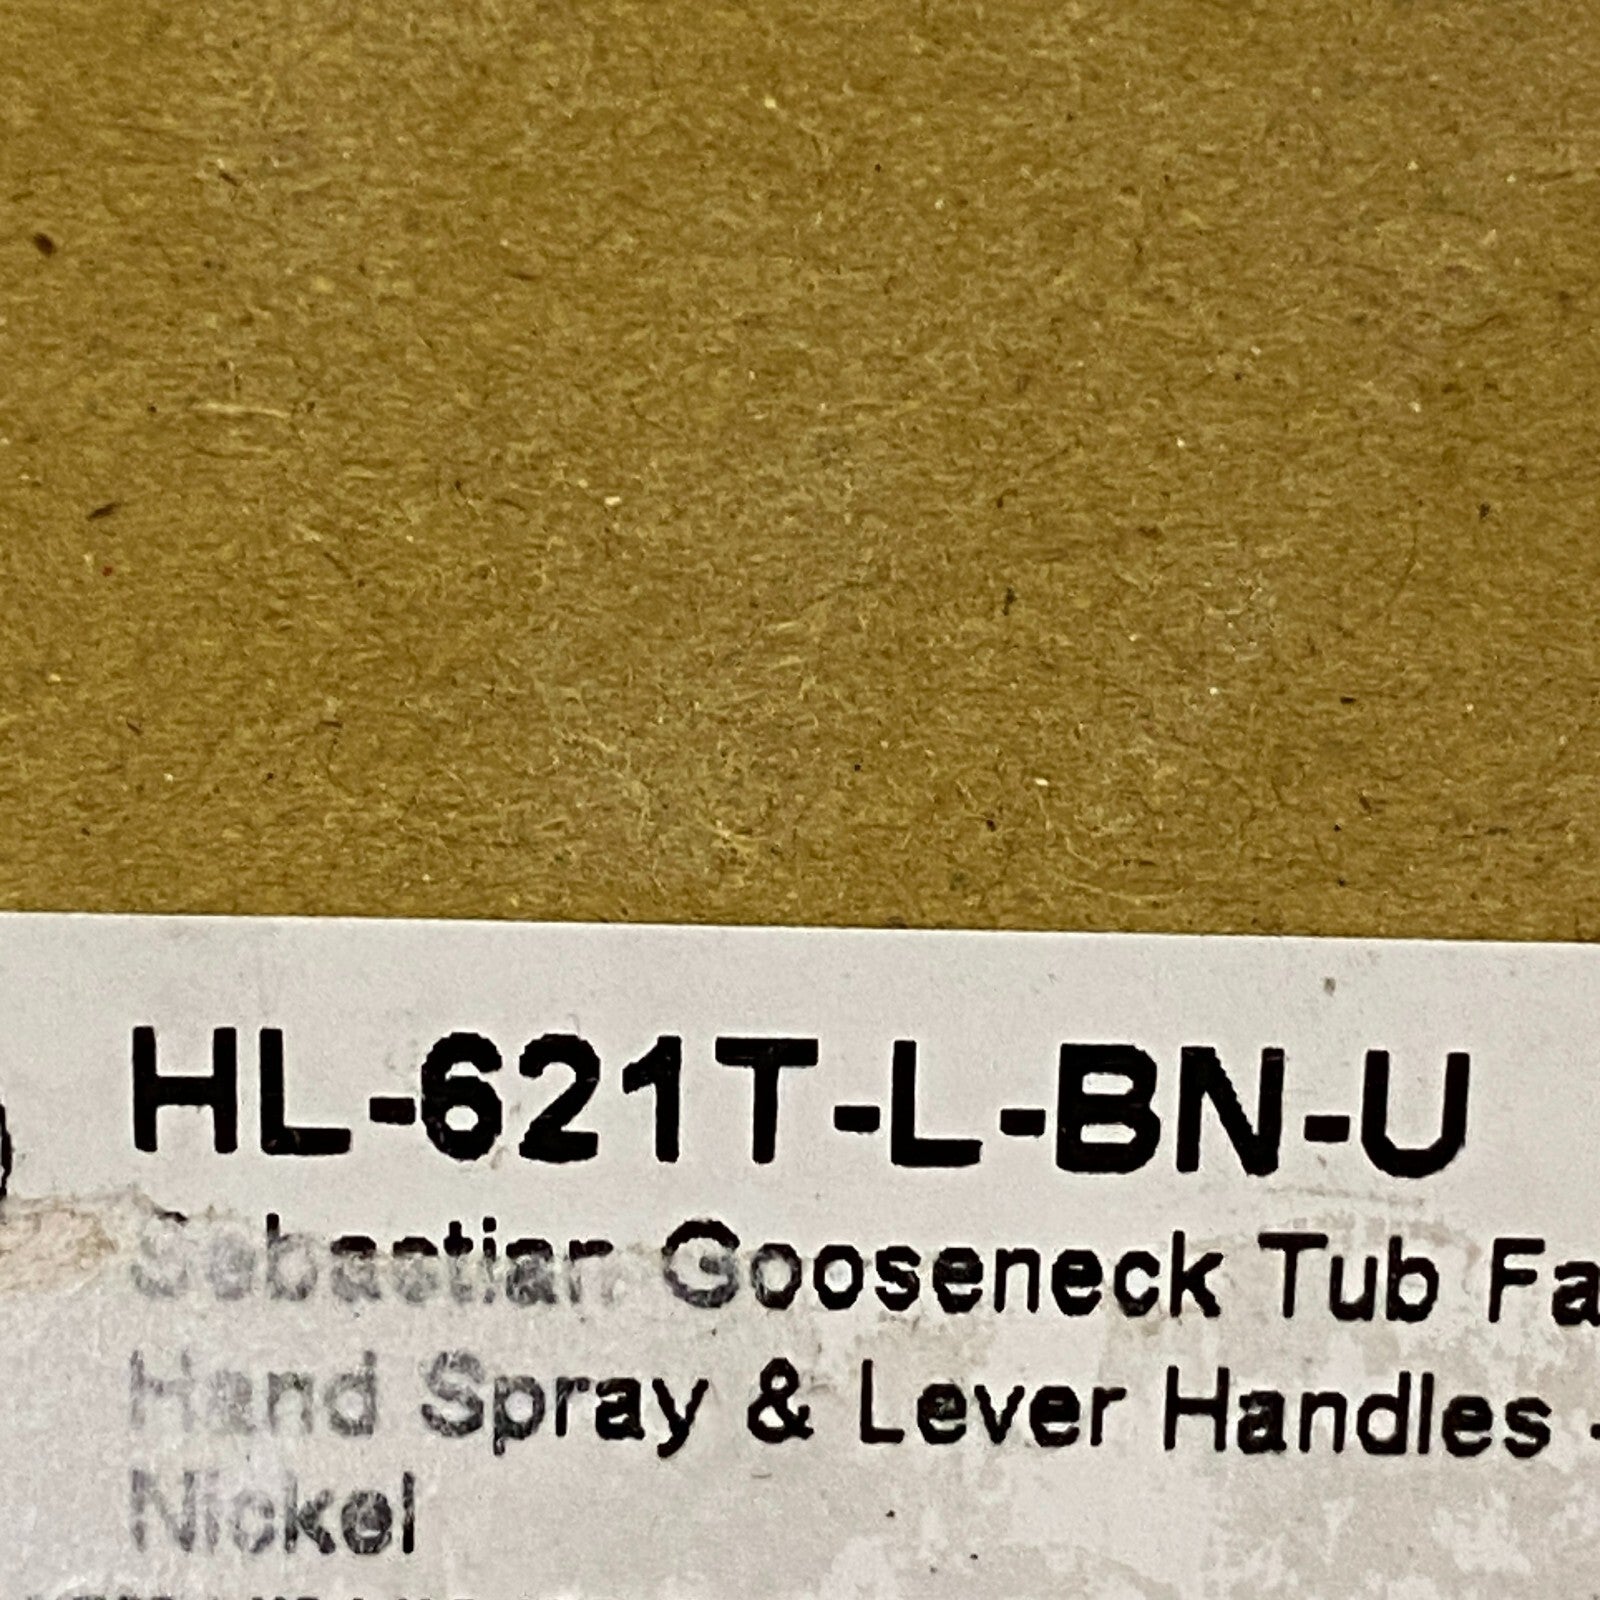 HL-621T-L-BN-U
Sebastian Gooseneck Tub Fa
Hand Spray & Lever Handles -
Nickel